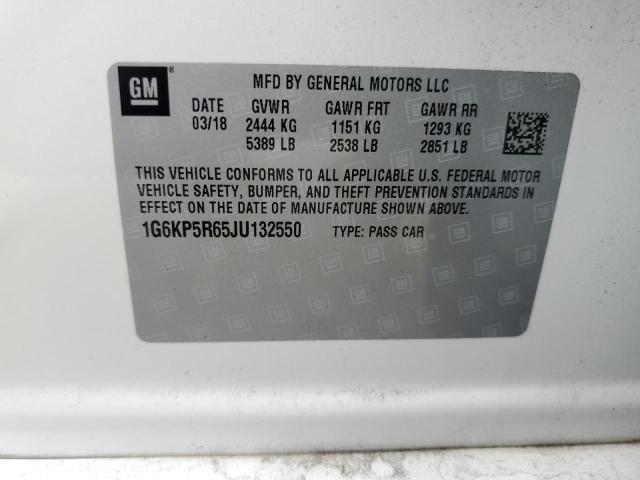 GM®
MFD BY GENERAL MOTORS LLC
DATE GVWR GAWR FRT GAWR RR
03/18 2444 KG 1151 KG 1293 KG
5389 LB 2538 LB 2851 LB
THIS VEHICLE CONFORMS TO ALL APPLICABLE U.S. FEDERAL MOTOR
VEHICLE SAFETY, BUMPER, AND THEFT PREVENTION STANDARDS IN
EFFECT ON THE DATE OF MANUFACTURE SHOWN ABOVE.
1G6KP5R65JU132550 TYPE: PASS CAR